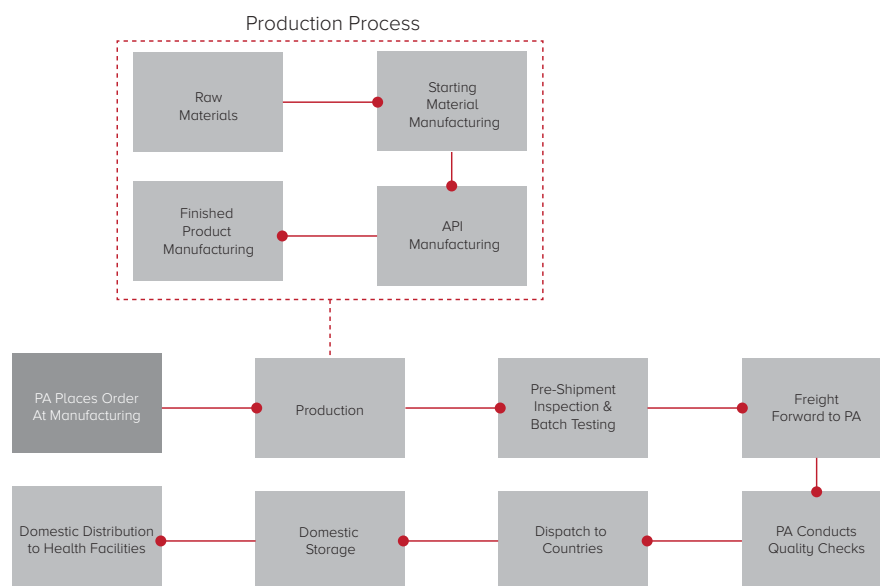 Production Process
Raw
Materials
Starting
Material
Manufacturing
Finished
Product
Manufacturing
API
Manufacturing
PA Places Order
At Manufacturing
Production
Pre-Shipment
Inspection &
Batch Testing
Freight
Forward to PA
Domestic Distribution
to Health Facilities
Domestic
Storage
Dispatch to
Countries
PA Conducts
Quality Checks